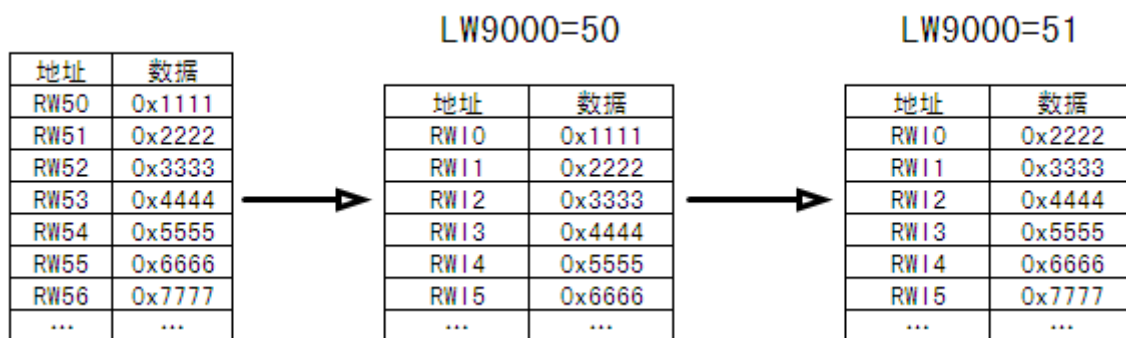 LW9000=50
LW9000=51
地址 数据
RW50 0x1111
RW51 0x2222
RW52 0x3333
RW53 0x4444
RW54 0x5555
RW55 0x6666
RW56 0x7777
… …
地址 数据
RWI0 0x1111
RWI1 0x2222
RWI2 0x3333
RWI3 0x4444
RWI4 0x5555
RWI5 0x6666
… …
地址 数据
RWI0 0x2222
RWI1 0x3333
RWI2 0x4444
RWI3 0x5555
RWI4 0x6666
RWI5 0x7777
… …